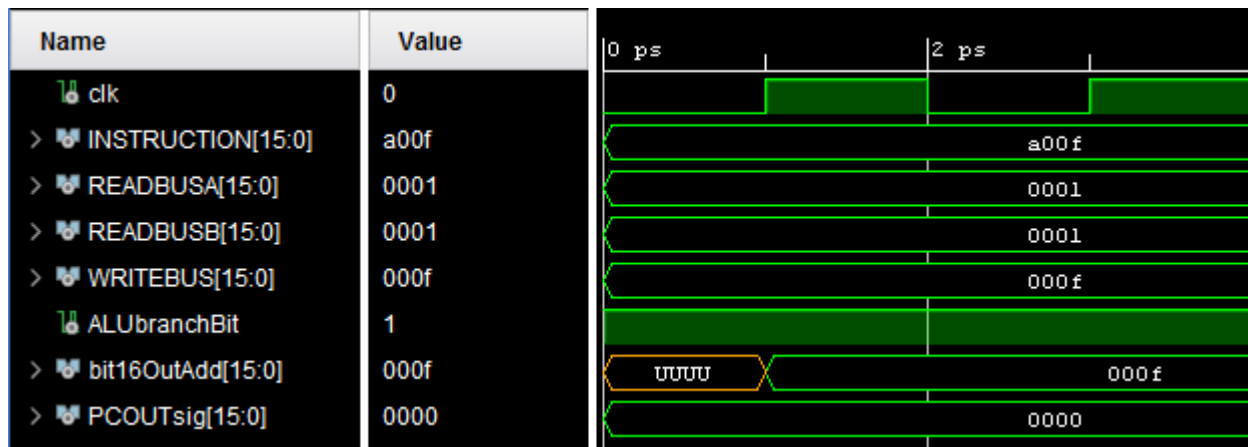 Name Value 0 ps 2 ps
clk 0
> INSTRUCTION[15:0] a00f a00f
> READBUSA[15:0] 0001 0001
> READBUSB[15:0] 0001 0001
> WRITEBUS[15:0] 000f 000f
ALUbranchBit 1
> bit16OutAdd[15:0] 000f UUUU 000f
> PCOUTsig[15:0] 0000 0000